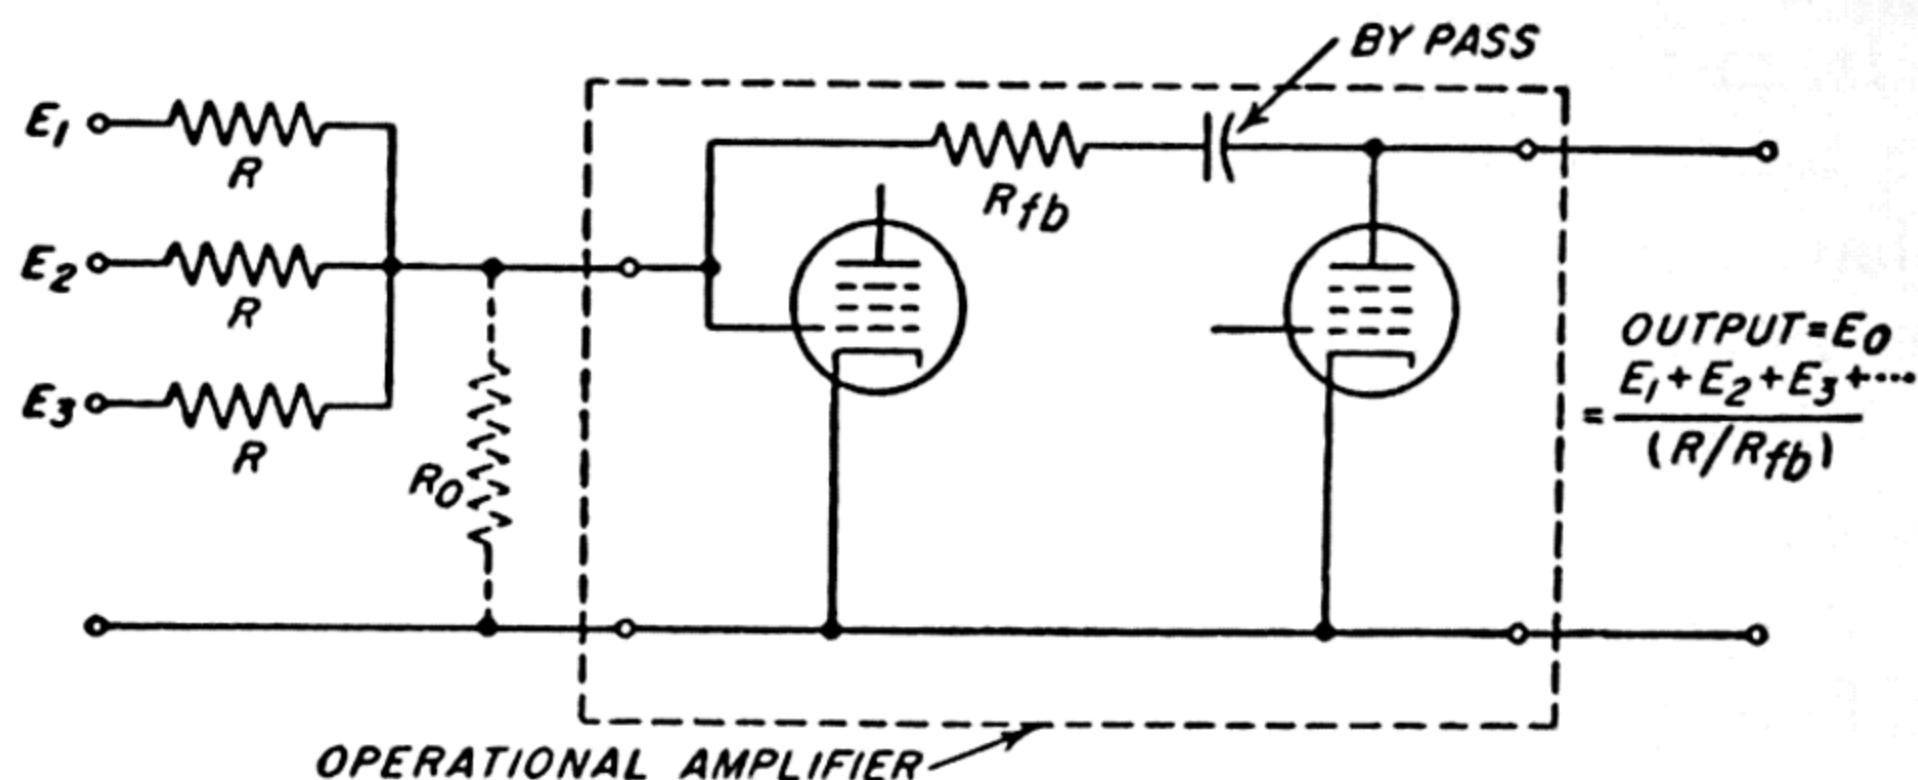 BY PASS
E1
R
Rfb
E2
R
E3
R
R0
OUTPUT=E0
= E1+E2+E3+...
(R/Rfb)
OPERATIONAL AMPLIFIER